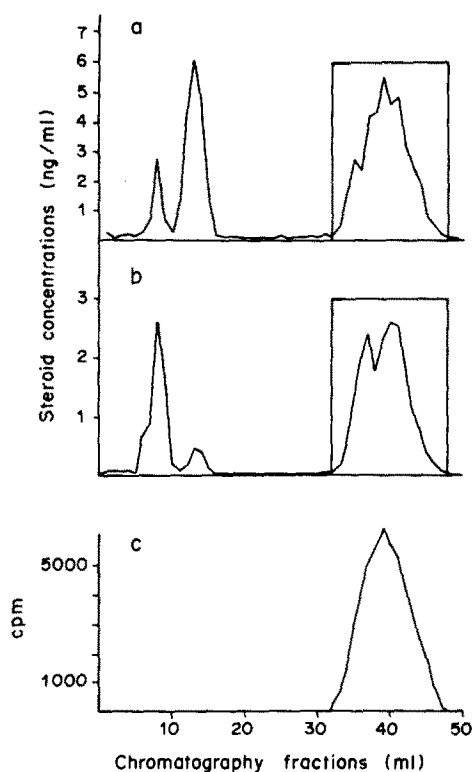 a
7
6
5
4
3
2
1
b
3
2
1
Steroid concentrations (ng/ml)
c
5000
1000
cpm
10 20 30 40 50
Chromatography fractions (ml)